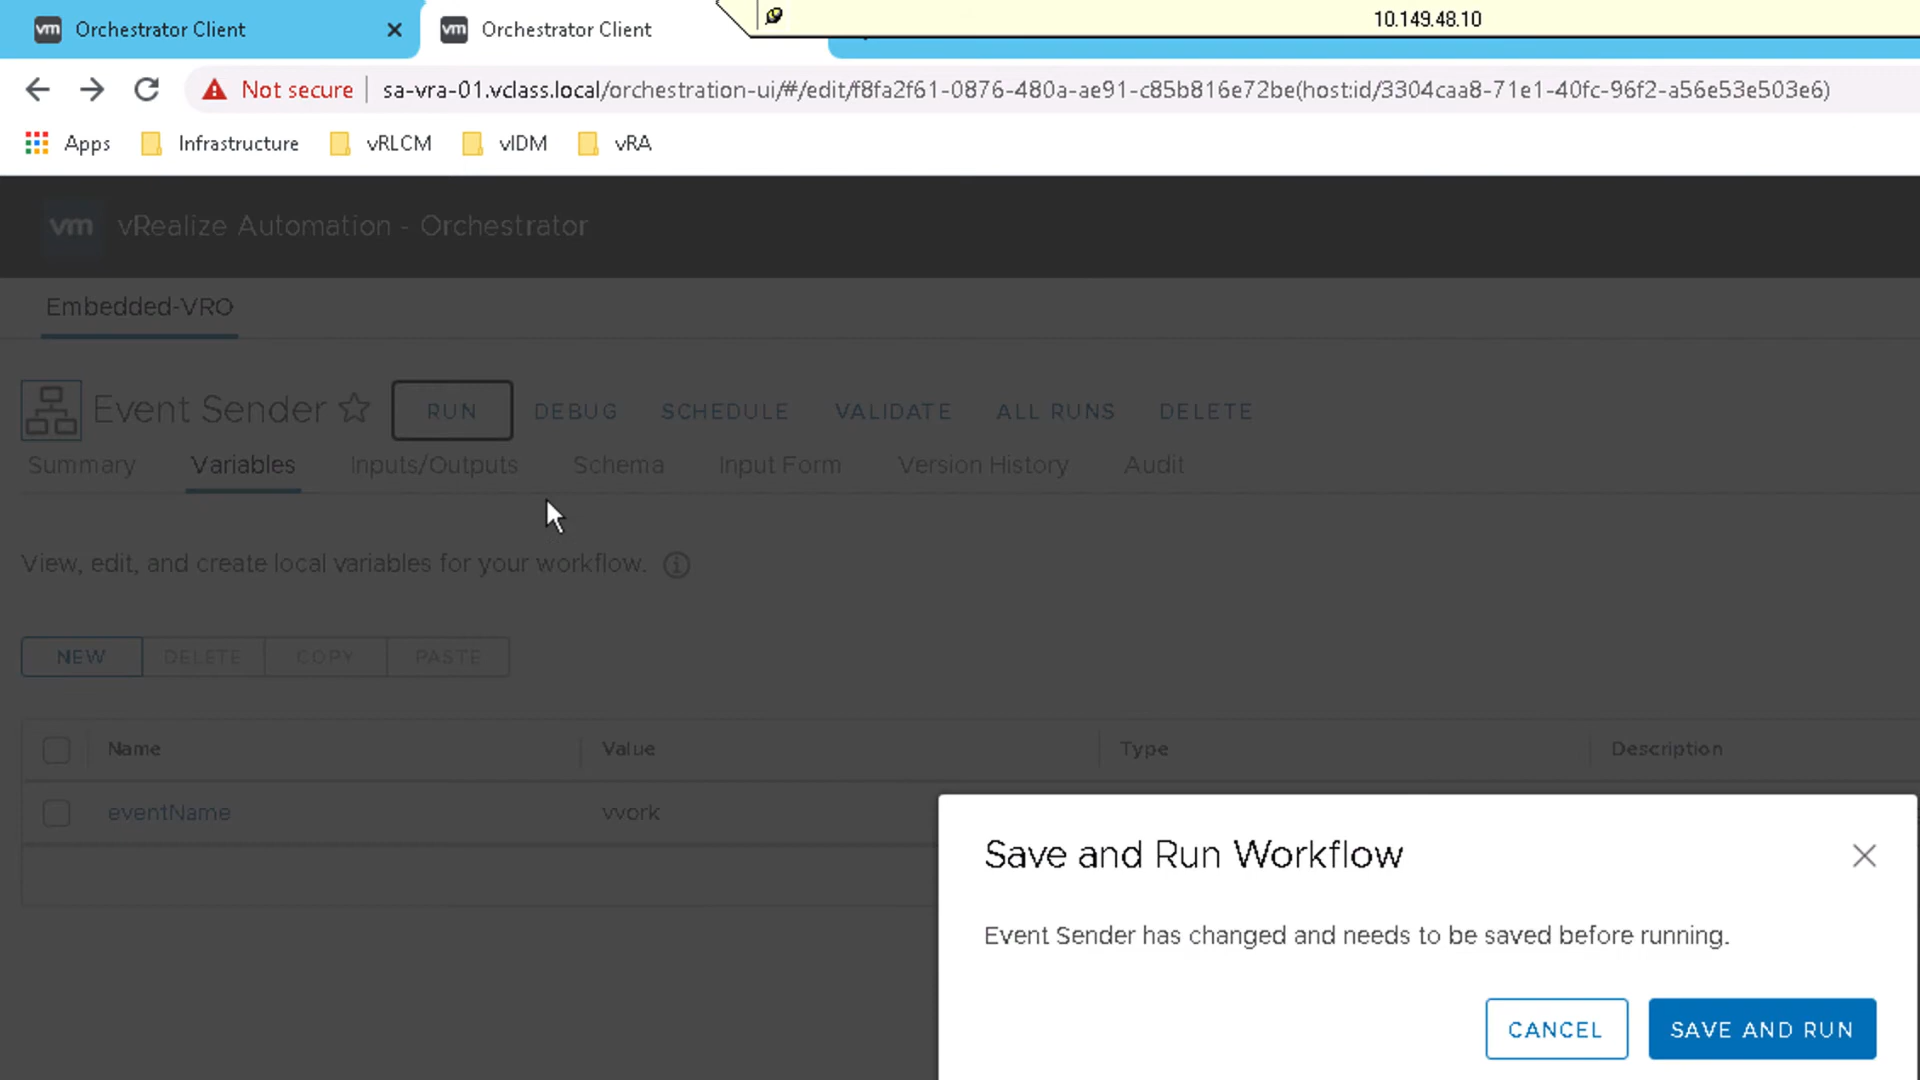 vm Orchestrator Client
vm Orchestrator Client
10.149.48.10
Not secure sa-vra-01.vclass.local/orchestration-ui/#/edit/f8fa2f61-0876-480a-ae91-c85b816e72be(host:id/3304caa8-71e1-40fc-96f2-a56e53e503e6)
Apps Infrastructure vRLCM vIDM vRA
vm vRealize Automation - Orchestrator
Embedded-VRO
Event Sender RUN DEBUG SCHEDULE VALIDATE ALL RUNS DELETE
Summary Variables Inputs/Outputs Schema Input Form Version History Audit
View, edit, and create local variables for your workflow.
NEW DELETE COPY PASTE
Name Value Type Description
eventName vvork
Save and Run Workflow
Event Sender has changed and needs to be saved before running.
CANCEL SAVE AND RUN